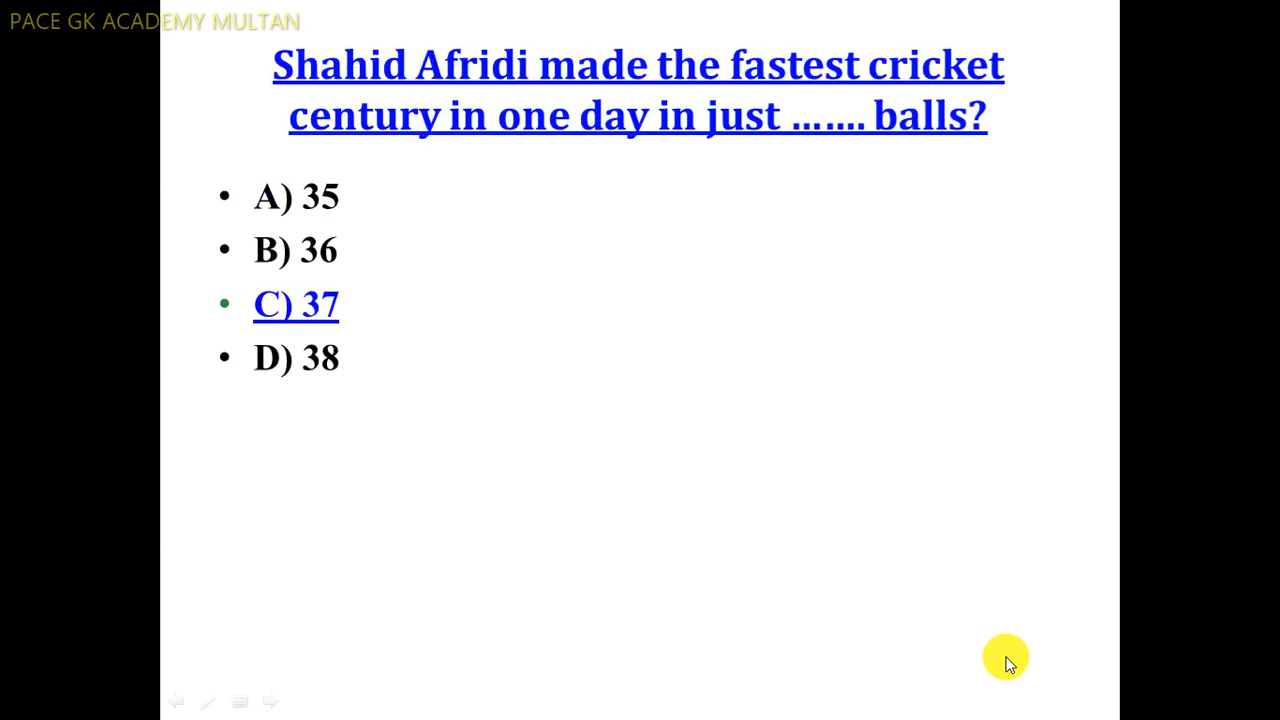 PACE GK ACADEMY MULTAN
Shahid Afridi made the fastest cricket
century in one day in just ……. balls?
• A) 35
• B) 36
• C) 37
• D) 38